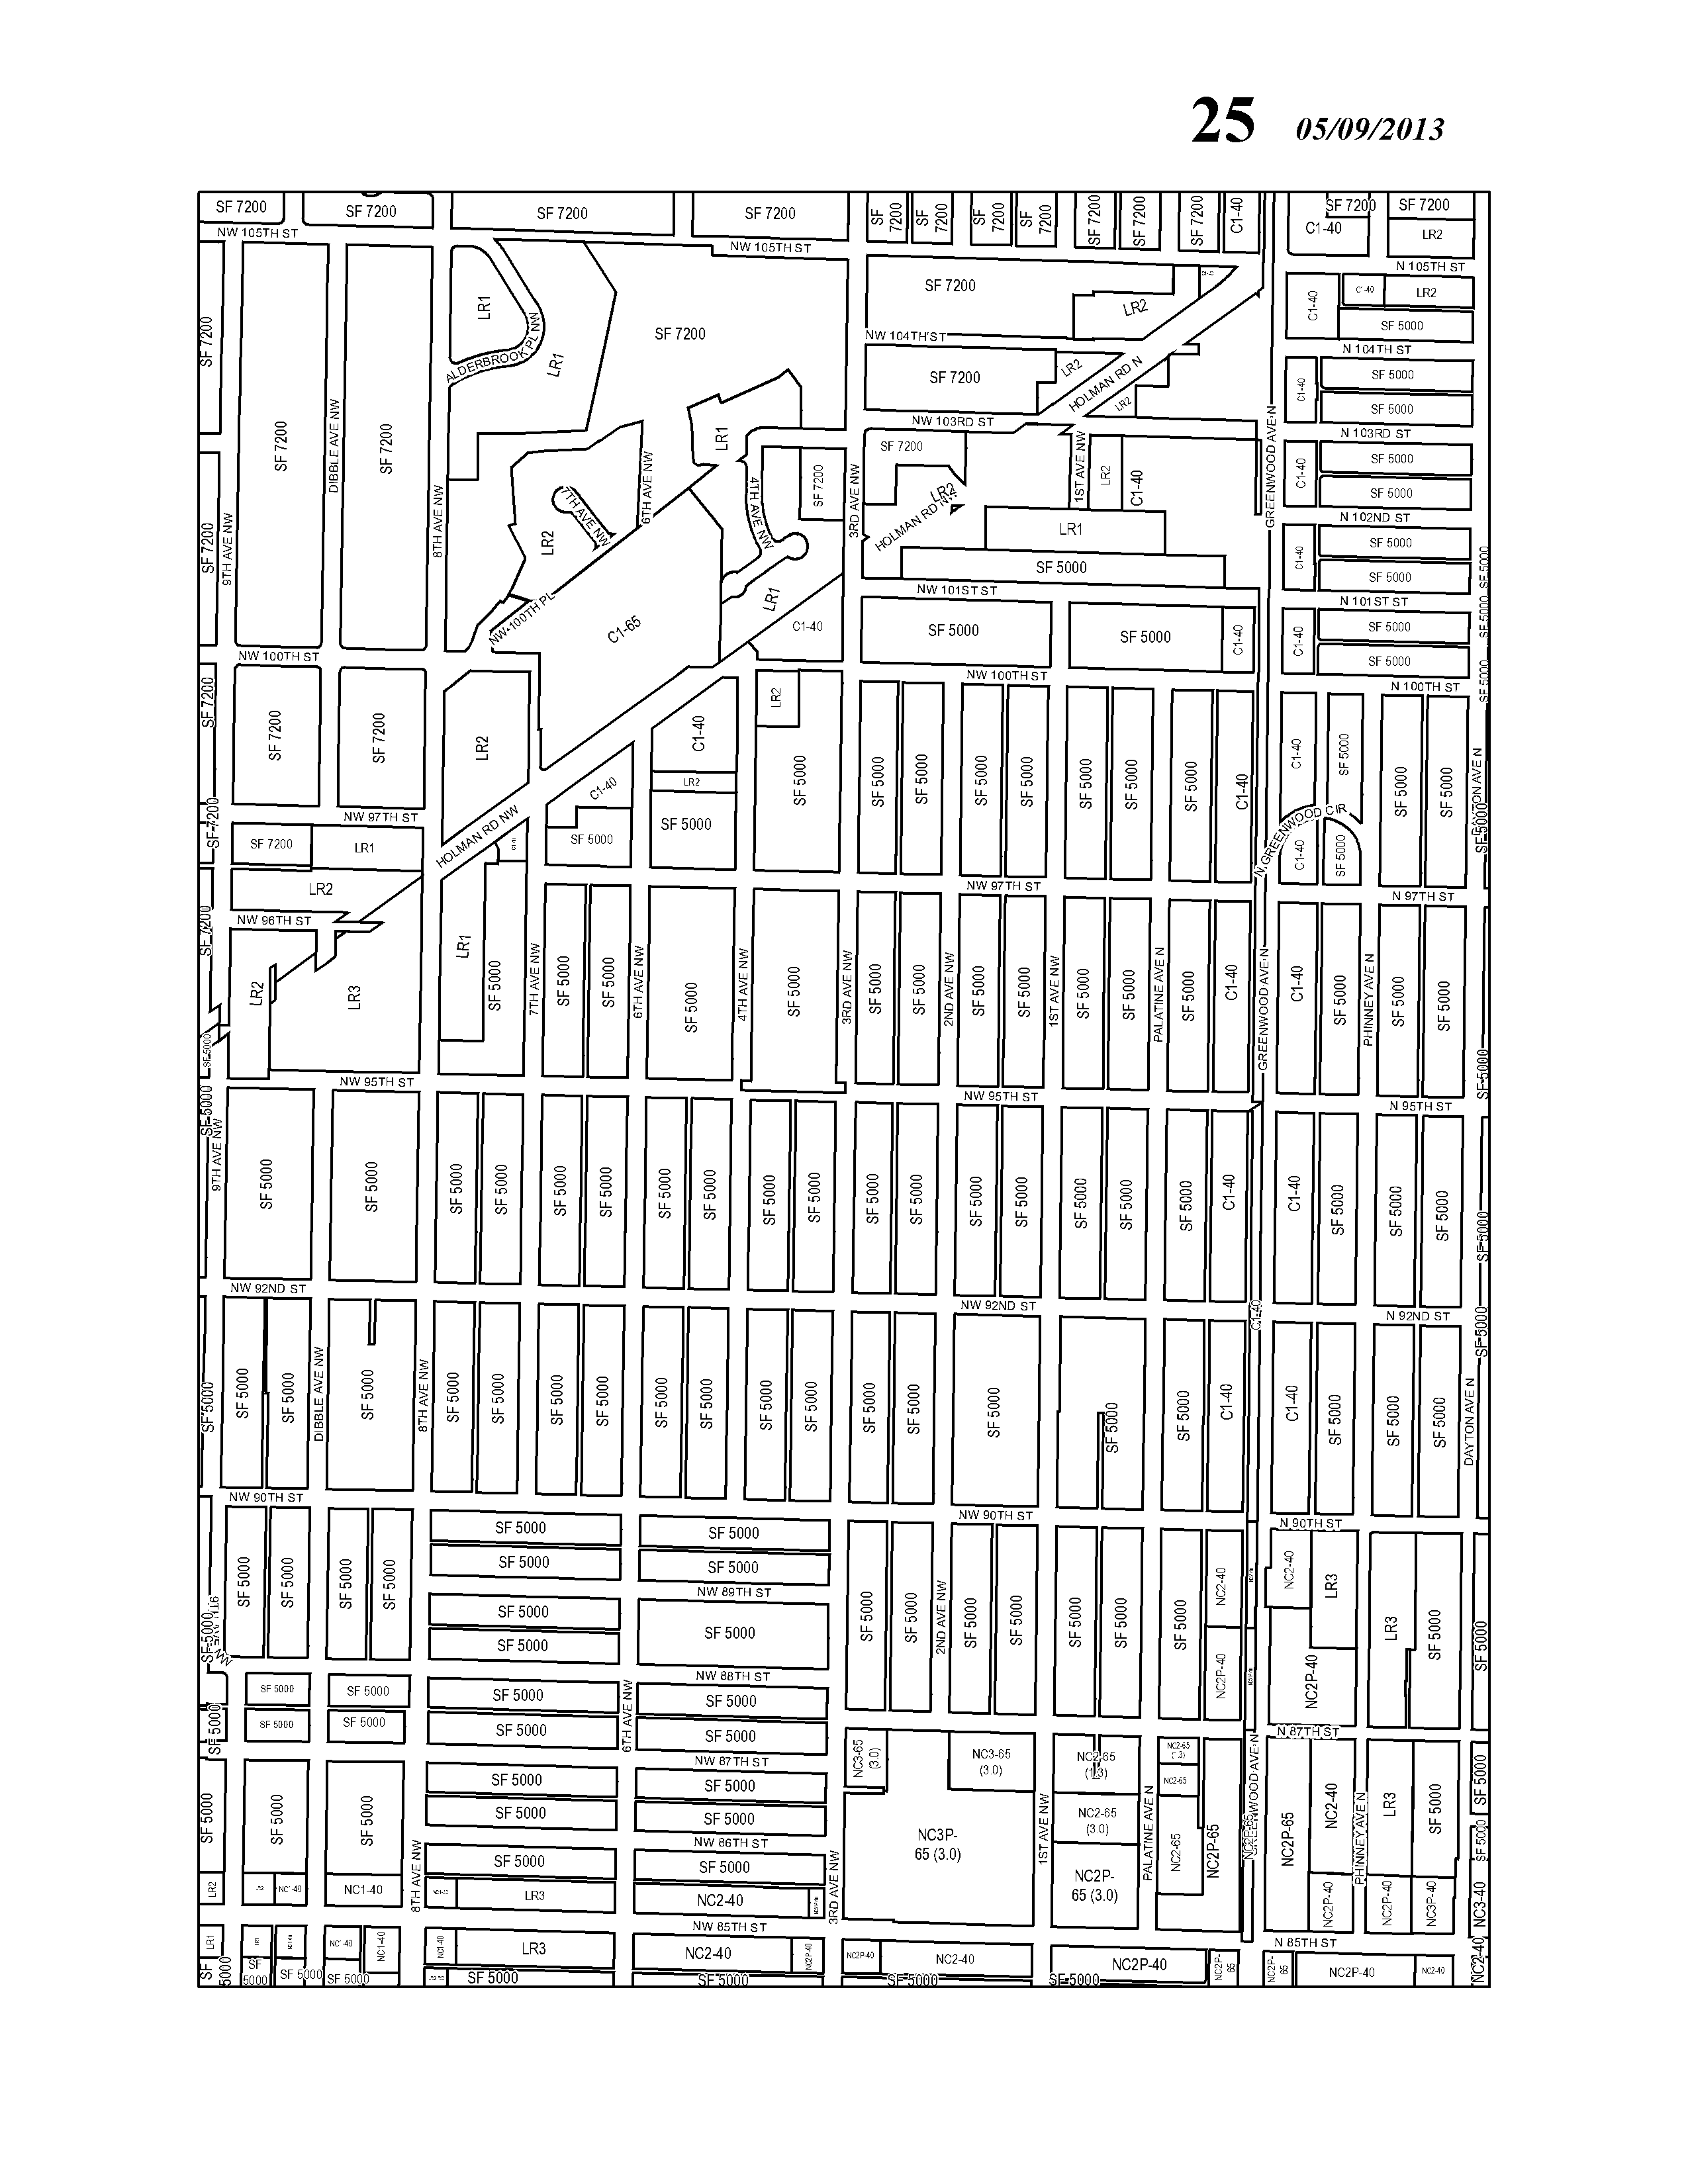 25 05/09/2013
SF 7200 SF 7200 SF 7200 SF 7200 SF 7200 SF 7200 SF 7200 SF 7200 SF 7200 SF 7200 SF 7200 C1-40 SF 7200 SF 7200
C1-40 LR2
NW 105TH ST NW 105TH ST N 105TH ST
SF 7200 LR1 C1-40 C1-40 LR2
LR2 SF 5000
SF 7200 ALDERBROOK PL NW LR1 SF 7200 NW 104TH ST N 104TH ST
SF 7200 LR2 HOLMAN RD N C1-40 SF 5000
LR2 SF 5000
SF 7200 DIBBLE AVE NW SF 7200 NW 103RD ST GREENWOOD AVE N N 103RD ST
LR1 SF 7200 1ST AVE NW LR2 C1-40 C1-40 SF 5000
8TH AVE NW 7TH AVE NW 6TH AVE NW 4TH AVE NW SF 7200 3RD AVE NW LR2 SF 5000
9TH AVE NW SF 7200 LR2 HOLMAN RD NW LR1 N 102ND ST
C1-40 SF 5000
SF 5000 SF 5000 SF 5000
NW 100TH PL LR1 NW 101ST ST N 101ST ST SF 5000
C1-65 C1-40 SF 5000 SF 5000 C1-40 C1-40 SF 5000
SF 5000
NW 100TH ST NW 100TH ST N 100TH ST SF 5000
SF 7200 SF 7200 SF 7200 LR2 C1-40 LR2 C1-40 SF 5000
LR2 SF 5000 SF 5000 SF 5000 SF 5000 SF 5000 SF 5000 SF 5000 SF 5000 C1-40 SF 5000 SF 5000
C1-40 N GREENWOOD CIR
NW 97TH ST HOLMAN RD NW SF 5000 SF 5000 C1-40 SF 5000 SF 5000
SF 7200 SF 7200 LR1
LR2 NW 97TH ST N 97TH ST
SF 7200 NW 96TH ST
LR2 LR3 LR1 SF 5000 7TH AVE NW SF 5000 SF 5000 6TH AVE NW SF 5000 4TH AVE NW SF 5000 3RD AVE NW SF 5000 SF 5000 2ND AVE NW SF 5000 SF 5000 1ST AVE NW SF 5000 SF 5000 PALATINE AVE N SF 5000 C1-40 GREENWOOD AVE N C1-40 SF 5000 PHINNEY AVE N SF 5000 SF 5000
SF 5000 SF 5000
NW 95TH ST NW 95TH ST N 95TH ST
SF 5000 9TH AVE NW SF 5000 SF 5000 SF 5000 SF 5000 SF 5000 SF 5000 SF 5000 SF 5000 SF 5000 SF 5000 SF 5000 SF 5000 SF 5000 SF 5000 SF 5000 SF 5000 SF 5000 C1-40 C1-40 SF 5000 SF 5000 SF 5000 SF 5000
NW 92ND ST NW 92ND ST C1-40 N 92ND ST SF 5000
SF 5000 SF 5000 SF 5000 DIBBLE AVE NW SF 5000 8TH AVE NW SF 5000 SF 5000 SF 5000 SF 5000 SF 5000 SF 5000 SF 5000 SF 5000 SF 5000 SF 5000 SF 5000 SF 5000 SF 5000 C1-40 C1-40 SF 5000 SF 5000 SF 5000 DAYTON AVE N
NW 90TH ST NW 90TH ST N 90TH ST
SF 5000 SF 5000
SF 5000 SF 5000 SF 5000 SF 5000 SF 5000 SF 5000 NC2-40 NC2-40 LR3
NW 89TH ST
SF 5000 SF 5000 SF 5000 SF 5000 SF 5000 2ND AVE NW SF 5000 SF 5000 SF 5000 SF 5000 SF 5000 LR3 SF 5000 SF 5000
SF 5000
NW 88TH ST
SF 5000 SF 5000 SF 5000 SF 5000 NC2P-40 NC2P-40
SF 5000 SF 5000 SF 5000 SF 5000 6TH AVE NW SF 5000 N 87TH ST
NW 87TH ST NC3-65 (3.0) NC3-65 (3.0) NC2-65 (1.3) NC2-65 (1.3)
SF 5000 SF 5000 NC2-65 SF 5000
SF 5000 SF 5000 SF 5000 SF 5000 SF 5000 1ST AVE NW NC2-65 (3.0) PALATINE AVE N GREENWOOD AVE N NC2-40 PHINNEY AVE N LR3 SF 5000
NW 86TH ST NC3P-65 (3.0) NC2-65 NC2P-65 NC2P-65 SF 5000
SF 5000 SF 5000
LR2 NC1-40 NC1-40 8TH AVE NW LR3 NC2-40 3RD AVE NW NC2P-65 (3.0) NC2P-40 NC2P-40 NC3P-40 NC3-40
NW 85TH ST N 85TH ST
LR1 NC1-40 NC1-40 NC1-40 LR3 NC2-40 NC2P-40 NC2P-40 NC2-40 NC2P-40 NC2P-65 NC2P-65 NC2P-40 NC2-40 NC2-40
SF 5000 SF 5000 SF 5000 SF 5000 SF 5000 SF 5000 SF 5000 SF 5000